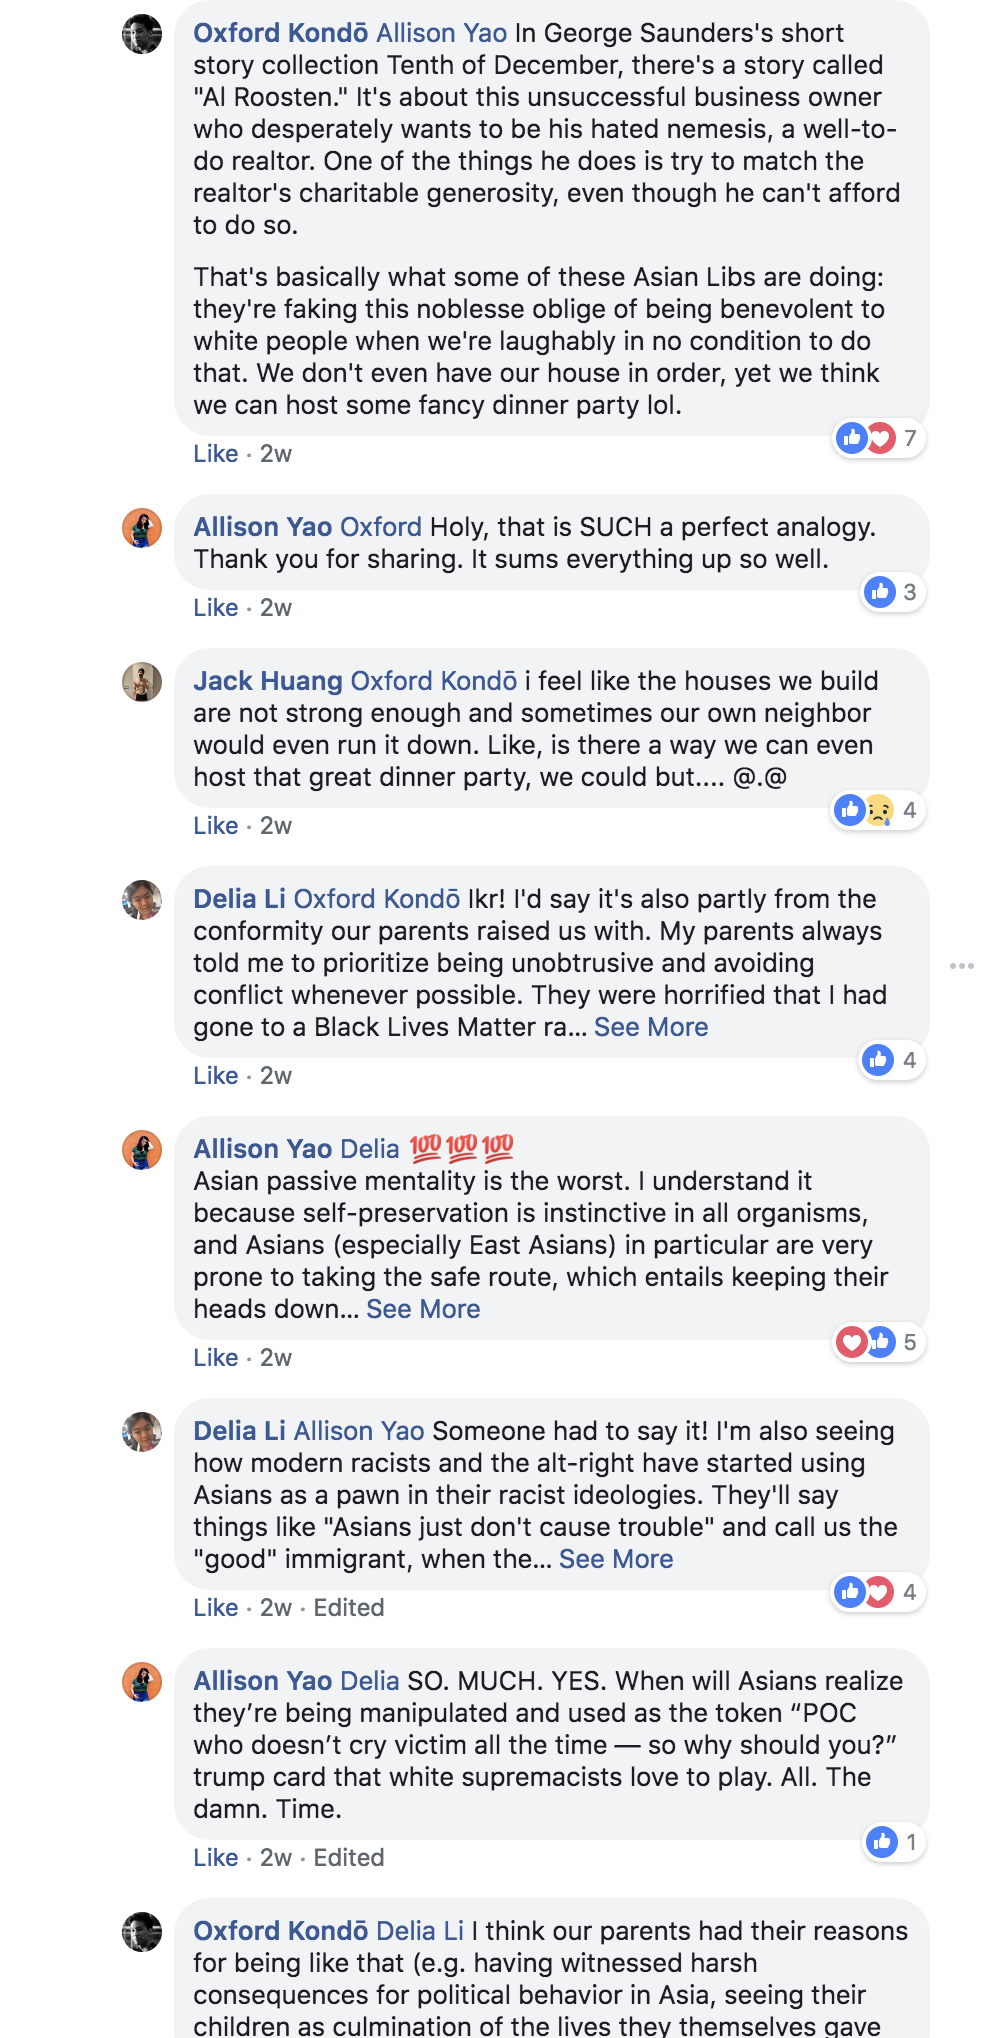 Oxford Kondō Allison Yao In George Saunders's short
story collection Tenth of December, there's a story called
"Al Roosten." It's about this unsuccessful business owner
who desperately wants to be his hated nemesis, a well-to-
do realtor. One of the things he does is try to match the
realtor's charitable generosity, even though he can't afford
to do so.
That's basically what some of these Asian Libs are doing:
they're faking this noblesse oblige of being benevolent to
white people when we're laughably in no condition to do
that. We don't even have our house in order, yet we think
we can host some fancy dinner party lol.
7
Like · 2w
Allison Yao Oxford Holy, that is SUCH a perfect analogy.
Thank you for sharing. It sums everything up so well.
3
Like · 2w
Jack Huang Oxford Kondō i feel like the houses we build
are not strong enough and sometimes our own neighbor
would even run it down. Like, is there a way we can even
host that great dinner party, we could but.... @.@
4
Like · 2w
Delia Li Oxford Kondō Ikr! I'd say it's also partly from the
conformity our parents raised us with. My parents always
told me to prioritize being unobtrusive and avoiding
conflict whenever possible. They were horrified that I had
gone to a Black Lives Matter ra... See More
4
Like · 2w
Allison Yao Delia 💯💯💯
Asian passive mentality is the worst. I understand it
because self-preservation is instinctive in all organisms,
and Asians (especially East Asians) in particular are very
prone to taking the safe route, which entails keeping their
heads down... See More
5
Like · 2w
Delia Li Allison Yao Someone had to say it! I'm also seeing
how modern racists and the alt-right have started using
Asians as a pawn in their racist ideologies. They'll say
things like "Asians just don't cause trouble" and call us the
"good" immigrant, when the... See More
4
Like · 2w · Edited
Allison Yao Delia SO. MUCH. YES. When will Asians realize
they’re being manipulated and used as the token “POC
who doesn’t cry victim all the time — so why should you?”
trump card that white supremacists love to play. All. The
damn. Time.
1
Like · 2w · Edited
Oxford Kondō Delia Li I think our parents had their reasons
for being like that (e.g. having witnessed harsh
consequences for political behavior in Asia, seeing their
children as culmination of the lives they themselves gave